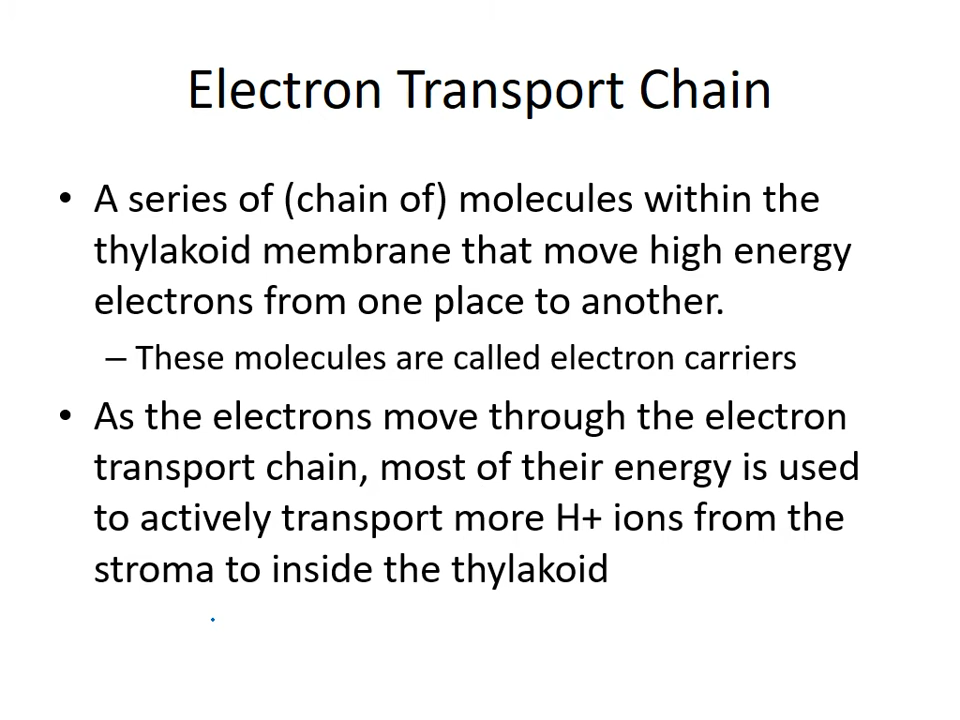 Electron Transport Chain
• A series of (chain of) molecules within the
thylakoid membrane that move high energy
electrons from one place to another.
– These molecules are called electron carriers
• As the electrons move through the electron
transport chain, most of their energy is used
to actively transport more H+ ions from the
stroma to inside the thylakoid